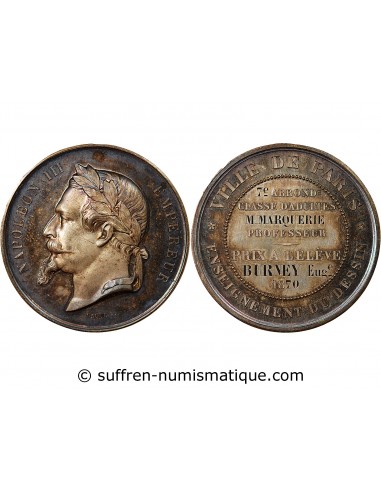 NAPOLEON III EMPEREUR
VILLE DE PARIS
7E ARROND.
CLASSE D'ADULTES
M. MARQUERIE
PROFESSEUR
PRIX A L'ELEVE
BURNEY Eug.
1870
ENSEIGNEMENT DU DESSIN
suffren-numismatique.com